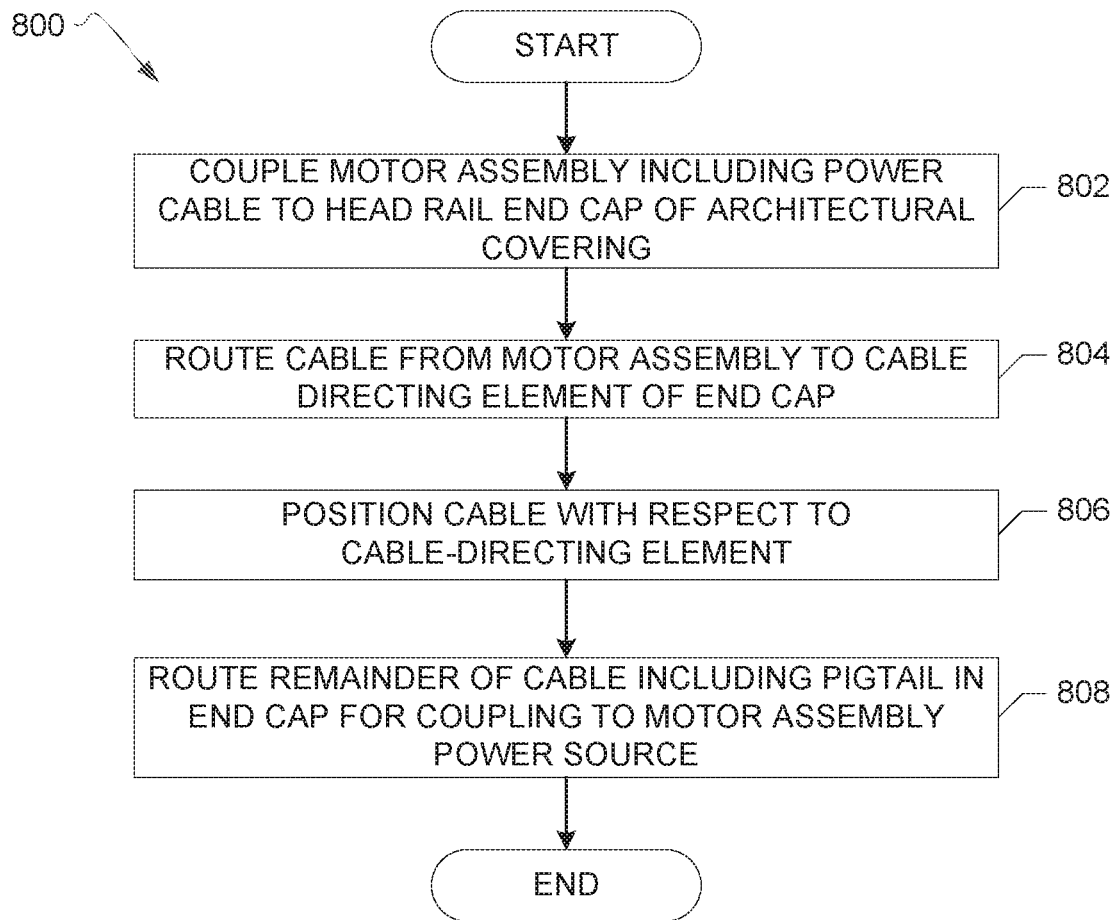 800
START
COUPLE MOTOR ASSEMBLY INCLUDING POWER
CABLE TO HEAD RAIL END CAP OF ARCHITECTURAL
COVERING
802
ROUTE CABLE FROM MOTOR ASSEMBLY TO CABLE
DIRECTING ELEMENT OF END CAP
804
POSITION CABLE WITH RESPECT TO
CABLE-DIRECTING ELEMENT
806
ROUTE REMAINDER OF CABLE INCLUDING PIGTAIL IN
END CAP FOR COUPLING TO MOTOR ASSEMBLY
POWER SOURCE
808
END